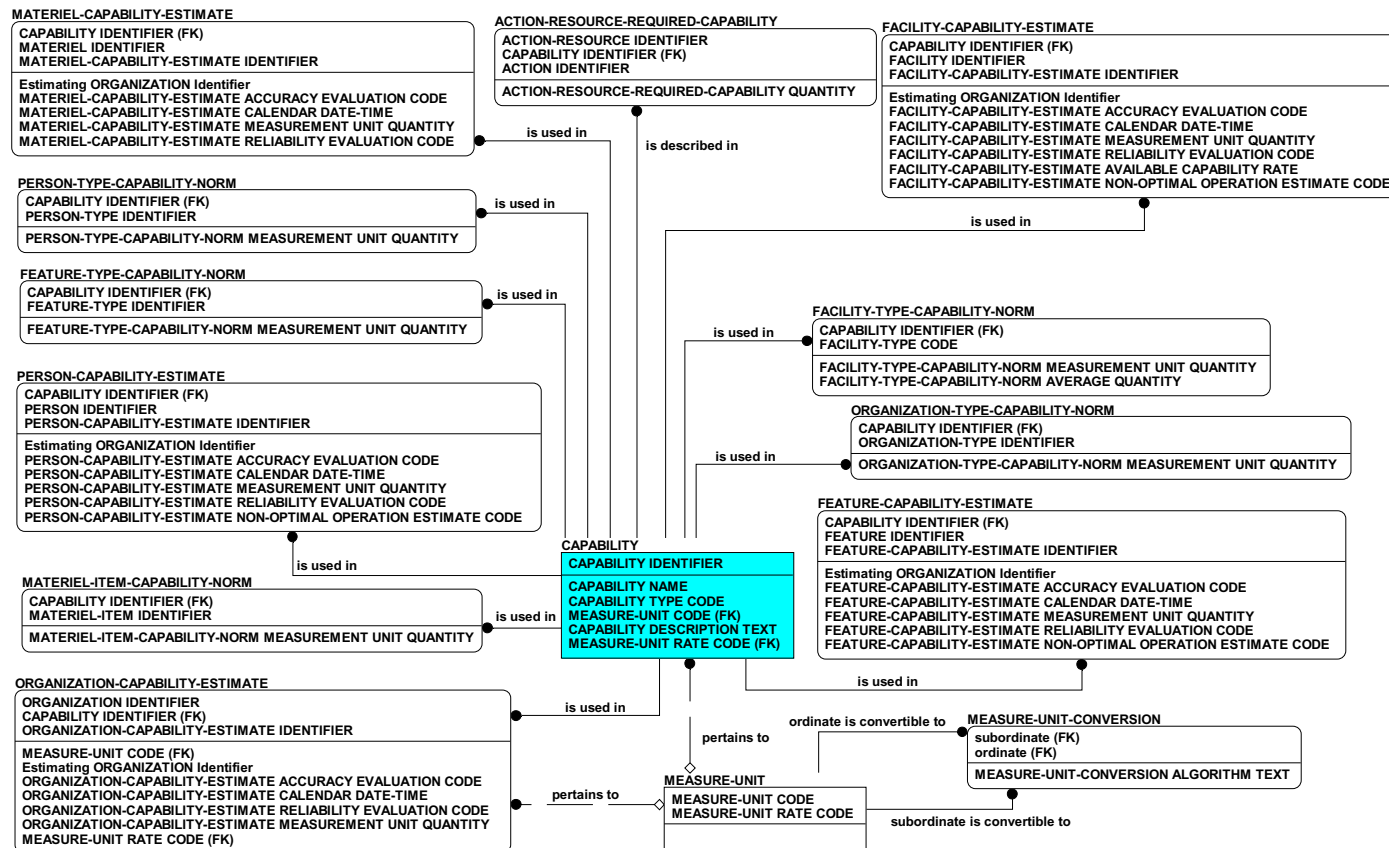 MATERIEL-CAPABILITY-ESTIMATE
CAPABILITY IDENTIFIER (FK)
MATERIEL IDENTIFIER
MATERIEL-CAPABILITY-ESTIMATE IDENTIFIER
Estimating ORGANIZATION Identifier
MATERIEL-CAPABILITY-ESTIMATE ACCURACY EVALUATION CODE
MATERIEL-CAPABILITY-ESTIMATE CALENDAR DATE-TIME
MATERIEL-CAPABILITY-ESTIMATE MEASUREMENT UNIT QUANTITY
MATERIEL-CAPABILITY-ESTIMATE RELIABILITY EVALUATION CODE
is used in
ACTION-RESOURCE-REQUIRED-CAPABILITY
ACTION-RESOURCE IDENTIFIER
CAPABILITY IDENTIFIER (FK)
ACTION IDENTIFIER
ACTION-RESOURCE-REQUIRED-CAPABILITY QUANTITY
is described in
FACILITY-CAPABILITY-ESTIMATE
CAPABILITY IDENTIFIER (FK)
FACILITY IDENTIFIER
FACILITY-CAPABILITY-ESTIMATE IDENTIFIER
Estimating ORGANIZATION Identifier
FACILITY-CAPABILITY-ESTIMATE ACCURACY EVALUATION CODE
FACILITY-CAPABILITY-ESTIMATE CALENDAR DATE-TIME
FACILITY-CAPABILITY-ESTIMATE MEASUREMENT UNIT QUANTITY
FACILITY-CAPABILITY-ESTIMATE RELIABILITY EVALUATION CODE
FACILITY-CAPABILITY-ESTIMATE AVAILABLE CAPABILITY RATE
FACILITY-CAPABILITY-ESTIMATE NON-OPTIMAL OPERATION ESTIMATE CODE
is used in
PERSON-TYPE-CAPABILITY-NORM
CAPABILITY IDENTIFIER (FK)
PERSON-TYPE IDENTIFIER
PERSON-TYPE-CAPABILITY-NORM MEASUREMENT UNIT QUANTITY
is used in
FEATURE-TYPE-CAPABILITY-NORM
CAPABILITY IDENTIFIER (FK)
FEATURE-TYPE IDENTIFIER
FEATURE-TYPE-CAPABILITY-NORM MEASUREMENT UNIT QUANTITY
is used in
FACILITY-TYPE-CAPABILITY-NORM
CAPABILITY IDENTIFIER (FK)
FACILITY-TYPE CODE
FACILITY-TYPE-CAPABILITY-NORM MEASUREMENT UNIT QUANTITY
FACILITY-TYPE-CAPABILITY-NORM AVERAGE QUANTITY
is used in
PERSON-CAPABILITY-ESTIMATE
CAPABILITY IDENTIFIER (FK)
PERSON IDENTIFIER
PERSON-CAPABILITY-ESTIMATE IDENTIFIER
Estimating ORGANIZATION Identifier
PERSON-CAPABILITY-ESTIMATE ACCURACY EVALUATION CODE
PERSON-CAPABILITY-ESTIMATE CALENDAR DATE-TIME
PERSON-CAPABILITY-ESTIMATE MEASUREMENT UNIT QUANTITY
PERSON-CAPABILITY-ESTIMATE RELIABILITY EVALUATION CODE
PERSON-CAPABILITY-ESTIMATE NON-OPTIMAL OPERATION ESTIMATE CODE
is used in
ORGANIZATION-TYPE-CAPABILITY-NORM
CAPABILITY IDENTIFIER (FK)
ORGANIZATION-TYPE IDENTIFIER
ORGANIZATION-TYPE-CAPABILITY-NORM MEASUREMENT UNIT QUANTITY
is used in
CAPABILITY
CAPABILITY IDENTIFIER
CAPABILITY NAME
CAPABILITY TYPE CODE
MEASURE-UNIT CODE (FK)
CAPABILITY DESCRIPTION TEXT
MEASURE-UNIT RATE CODE (FK)
FEATURE-CAPABILITY-ESTIMATE
CAPABILITY IDENTIFIER (FK)
FEATURE IDENTIFIER
FEATURE-CAPABILITY-ESTIMATE IDENTIFIER
Estimating ORGANIZATION Identifier
FEATURE-CAPABILITY-ESTIMATE ACCURACY EVALUATION CODE
FEATURE-CAPABILITY-ESTIMATE CALENDAR DATE-TIME
FEATURE-CAPABILITY-ESTIMATE MEASUREMENT UNIT QUANTITY
FEATURE-CAPABILITY-ESTIMATE RELIABILITY EVALUATION CODE
FEATURE-CAPABILITY-ESTIMATE NON-OPTIMAL OPERATION ESTIMATE CODE
is used in
MATERIEL-ITEM-CAPABILITY-NORM
CAPABILITY IDENTIFIER (FK)
MATERIEL-ITEM IDENTIFIER
MATERIEL-ITEM-CAPABILITY-NORM MEASUREMENT UNIT QUANTITY
is used in
ORGANIZATION-CAPABILITY-ESTIMATE
ORGANIZATION IDENTIFIER
CAPABILITY IDENTIFIER (FK)
ORGANIZATION-CAPABILITY-ESTIMATE IDENTIFIER
MEASURE-UNIT CODE (FK)
Estimating ORGANIZATION Identifier
ORGANIZATION-CAPABILITY-ESTIMATE ACCURACY EVALUATION CODE
ORGANIZATION-CAPABILITY-ESTIMATE CALENDAR DATE-TIME
ORGANIZATION-CAPABILITY-ESTIMATE RELIABILITY EVALUATION CODE
ORGANIZATION-CAPABILITY-ESTIMATE MEASUREMENT UNIT QUANTITY
MEASURE-UNIT RATE CODE (FK)
is used in
pertains to
pertains to
MEASURE-UNIT
MEASURE-UNIT CODE
MEASURE-UNIT RATE CODE
ordinate is convertible to
MEASURE-UNIT-CONVERSION
subordinate (FK)
ordinate (FK)
MEASURE-UNIT-CONVERSION ALGORITHM TEXT
subordinate is convertible to